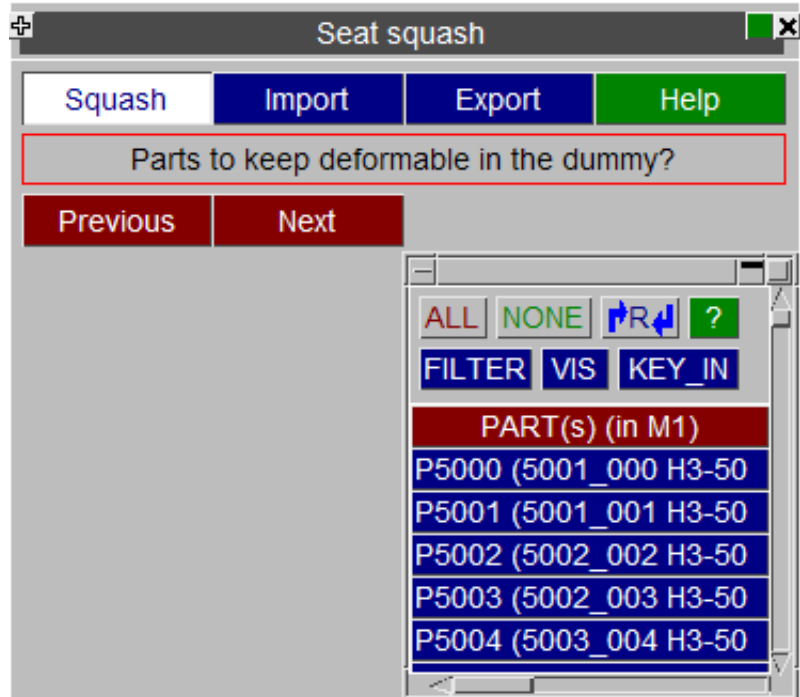 Seat squash
Squash Import Export Help
Parts to keep deformable in the dummy?
Previous Next
ALL NONE R ?
FILTER VIS KEY_IN
PART(s) (in M1)
P5000 (5001_000 H3-50
P5001 (5001_001 H3-50
P5002 (5002_002 H3-50
P5003 (5002_003 H3-50
P5004 (5003_004 H3-50